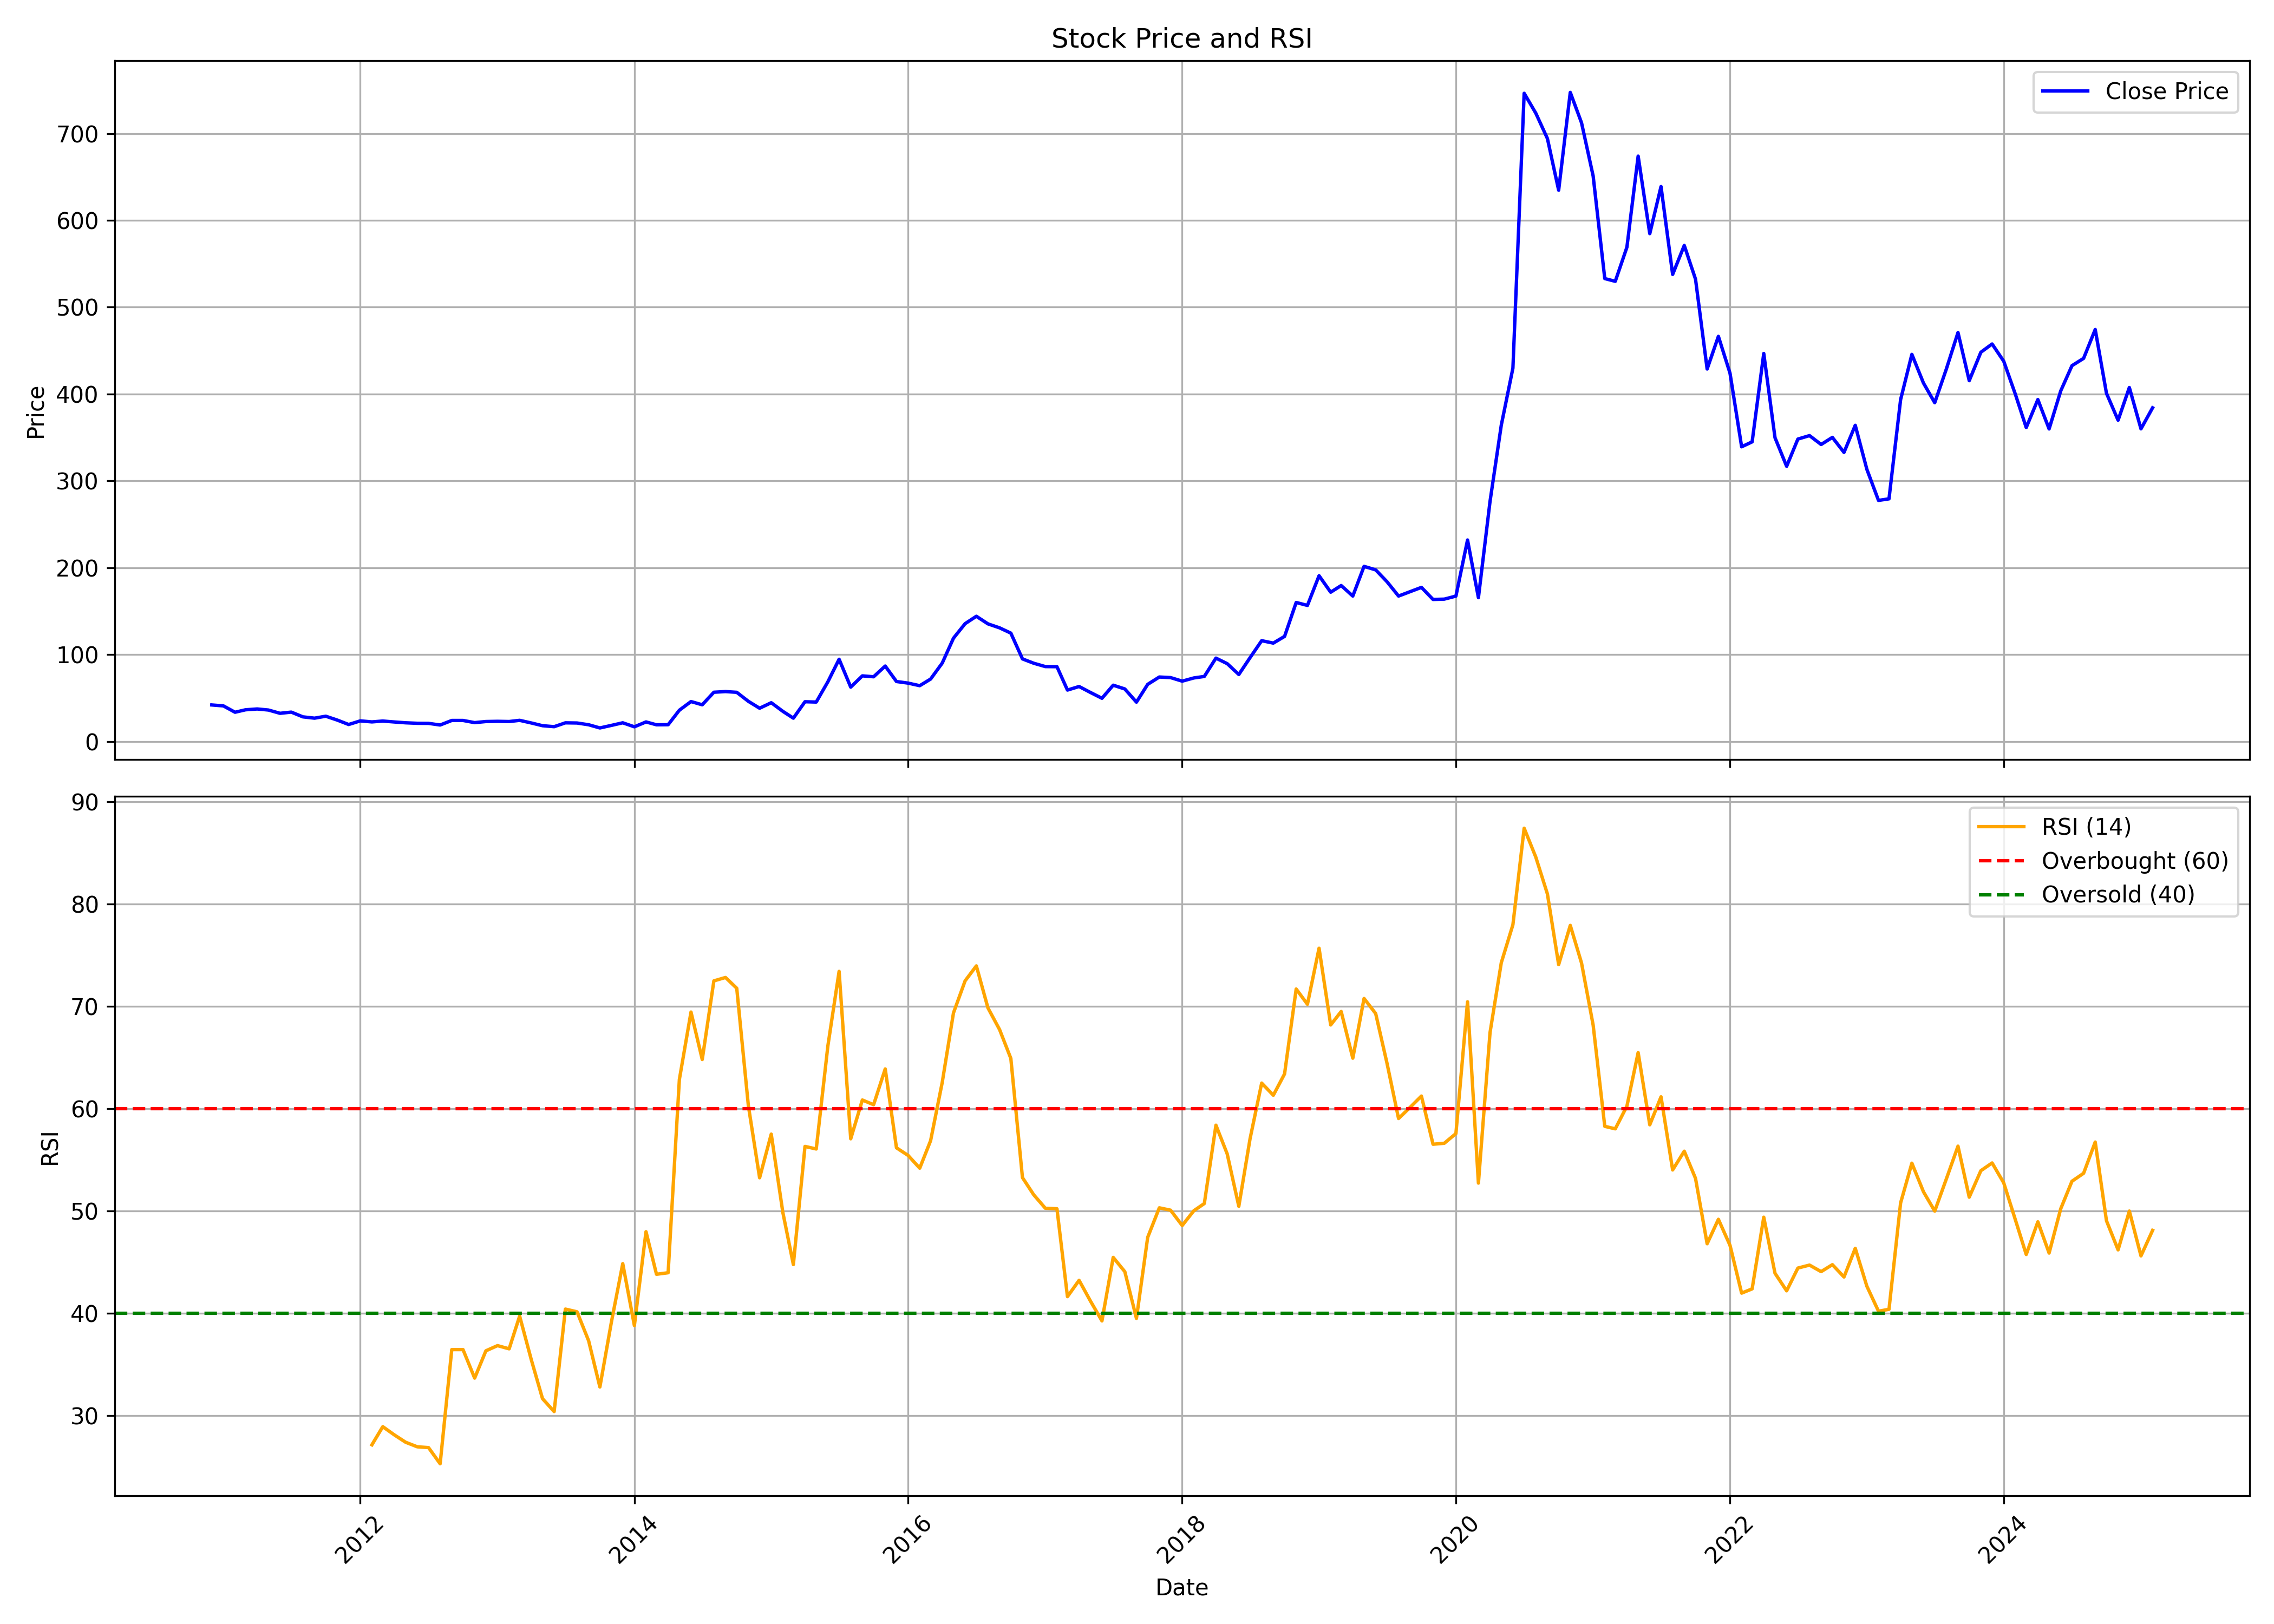 Stock Price and RSI
Close Price
Price
700
600
500
400
300
200
100
0
RSI (14)
Overbought (60)
Oversold (40)
RSI
90
80
70
60
50
40
30
2012
2014
2016
2018
2020
2022
2024
Date